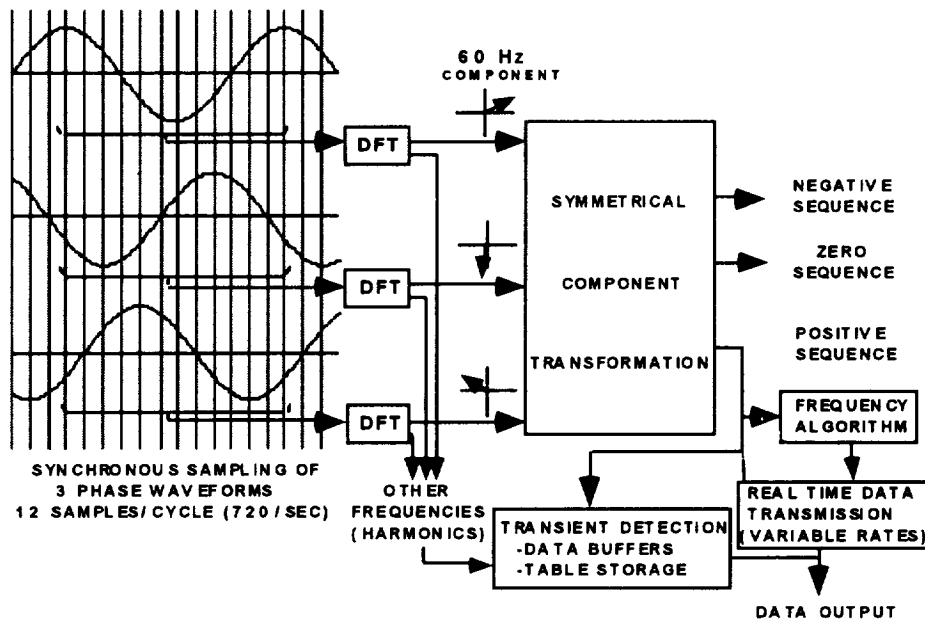 60 Hz
COMPONENT
DFT
DFT
DFT
SYMMETRICAL
COMPONENT
TRANSFORMATION
NEGATIVE
SEQUENCE
ZERO
SEQUENCE
POSITIVE
SEQUENCE
FREQUENCY
ALGORITHM
REAL TIME DATA
TRANSMISSION
(VARIABLE RATES)
SYNCHRONOUS SAMPLING OF
3 PHASE WAVEFORMS
12 SAMPLES/CYCLE (720/SEC)
OTHER
FREQUENCIES
(HARMONICS)
TRANSIENT DETECTION
-DATA BUFFERS
-TABLE STORAGE
DATA OUTPUT